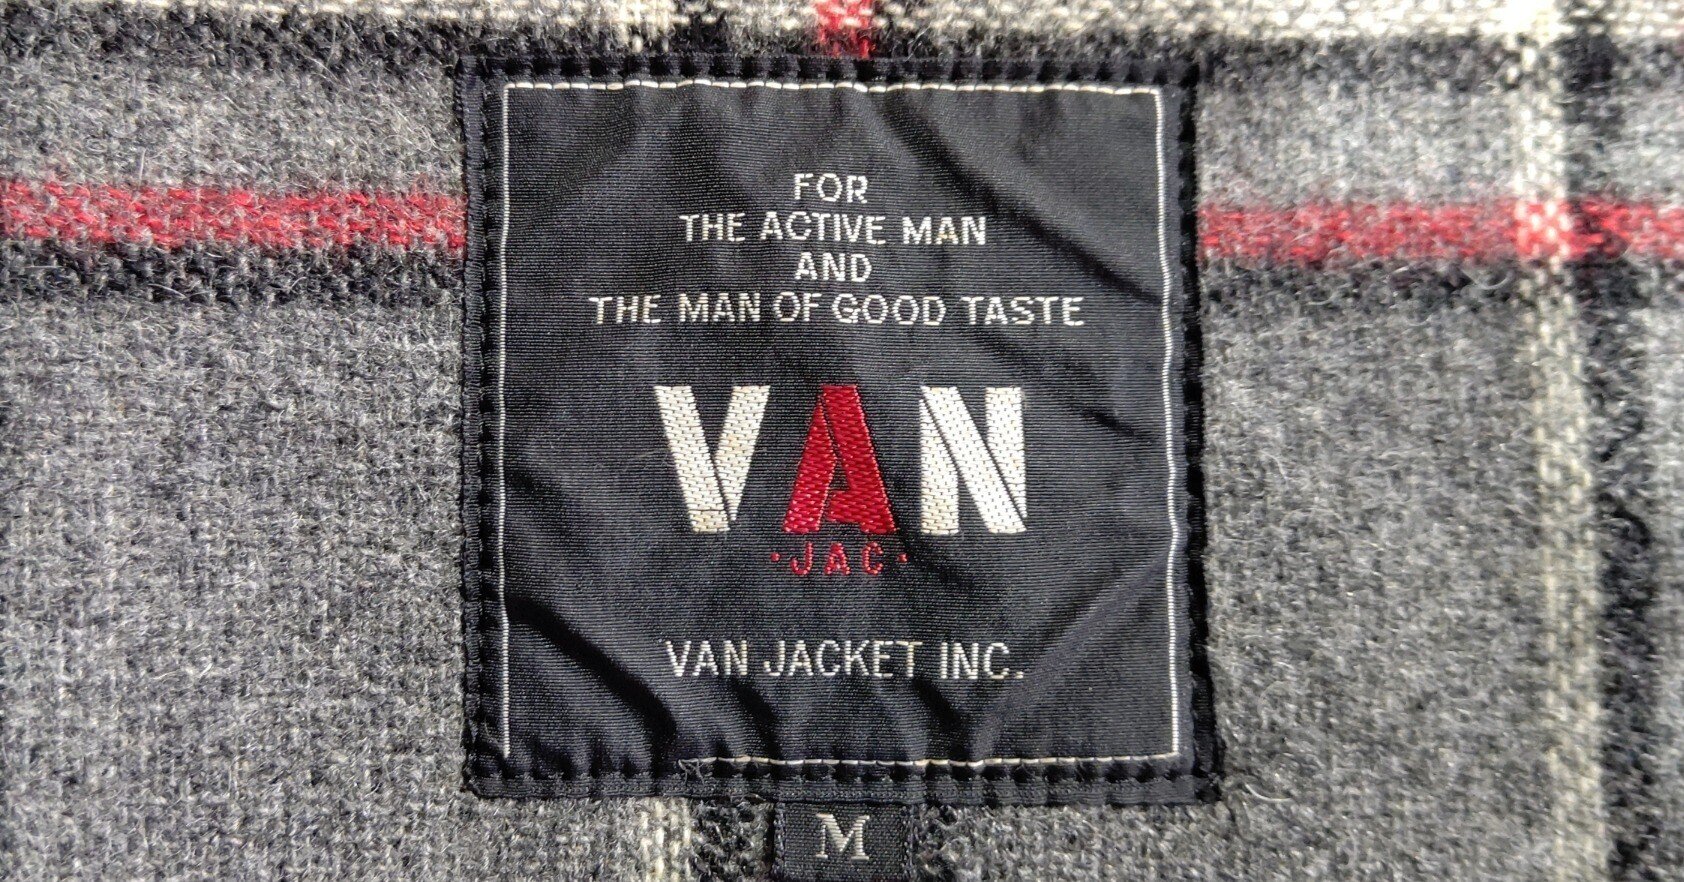 FOR
THE ACTIVE MAN
AND
THE MAN OF GOOD TASTE
VAN
·JAC·
VAN JACKET INC.
M